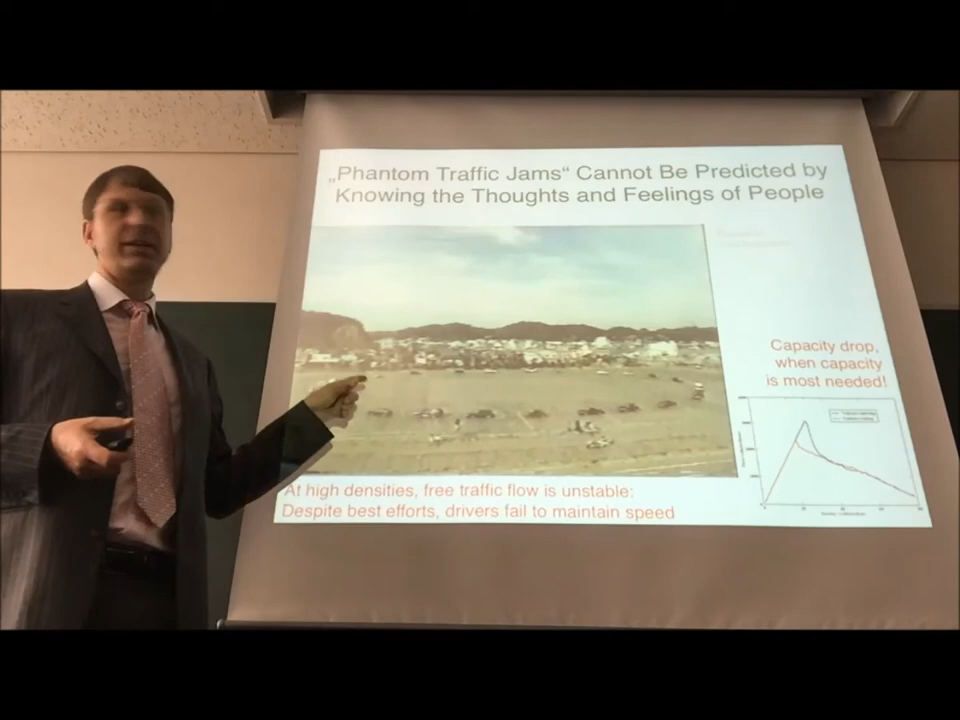 „Phantom Traffic Jams“ Cannot Be Predicted by
Knowing the Thoughts and Feelings of People
Capacity drop,
when capacity
is most needed!
At high densities, free traffic flow is unstable:
Despite best efforts, drivers fail to maintain speed